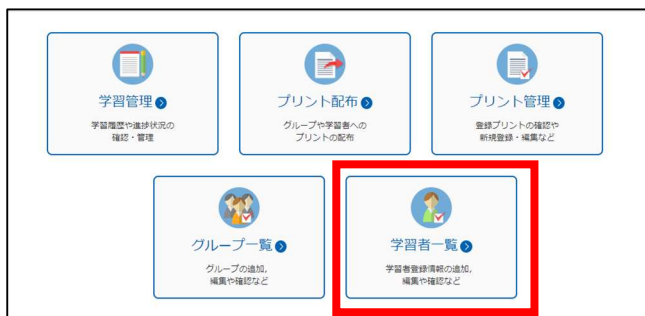 学習管理
学習履歴や進捗状況の
確認・管理
プリント配布
グループや学習者への
プリントの配布
プリント管理
登録プリントの確認や
新規登録・編集など
グループ一覧
グループの追加,
編集や確認など
学習者一覧
学習者登録情報の追加,
編集や確認など